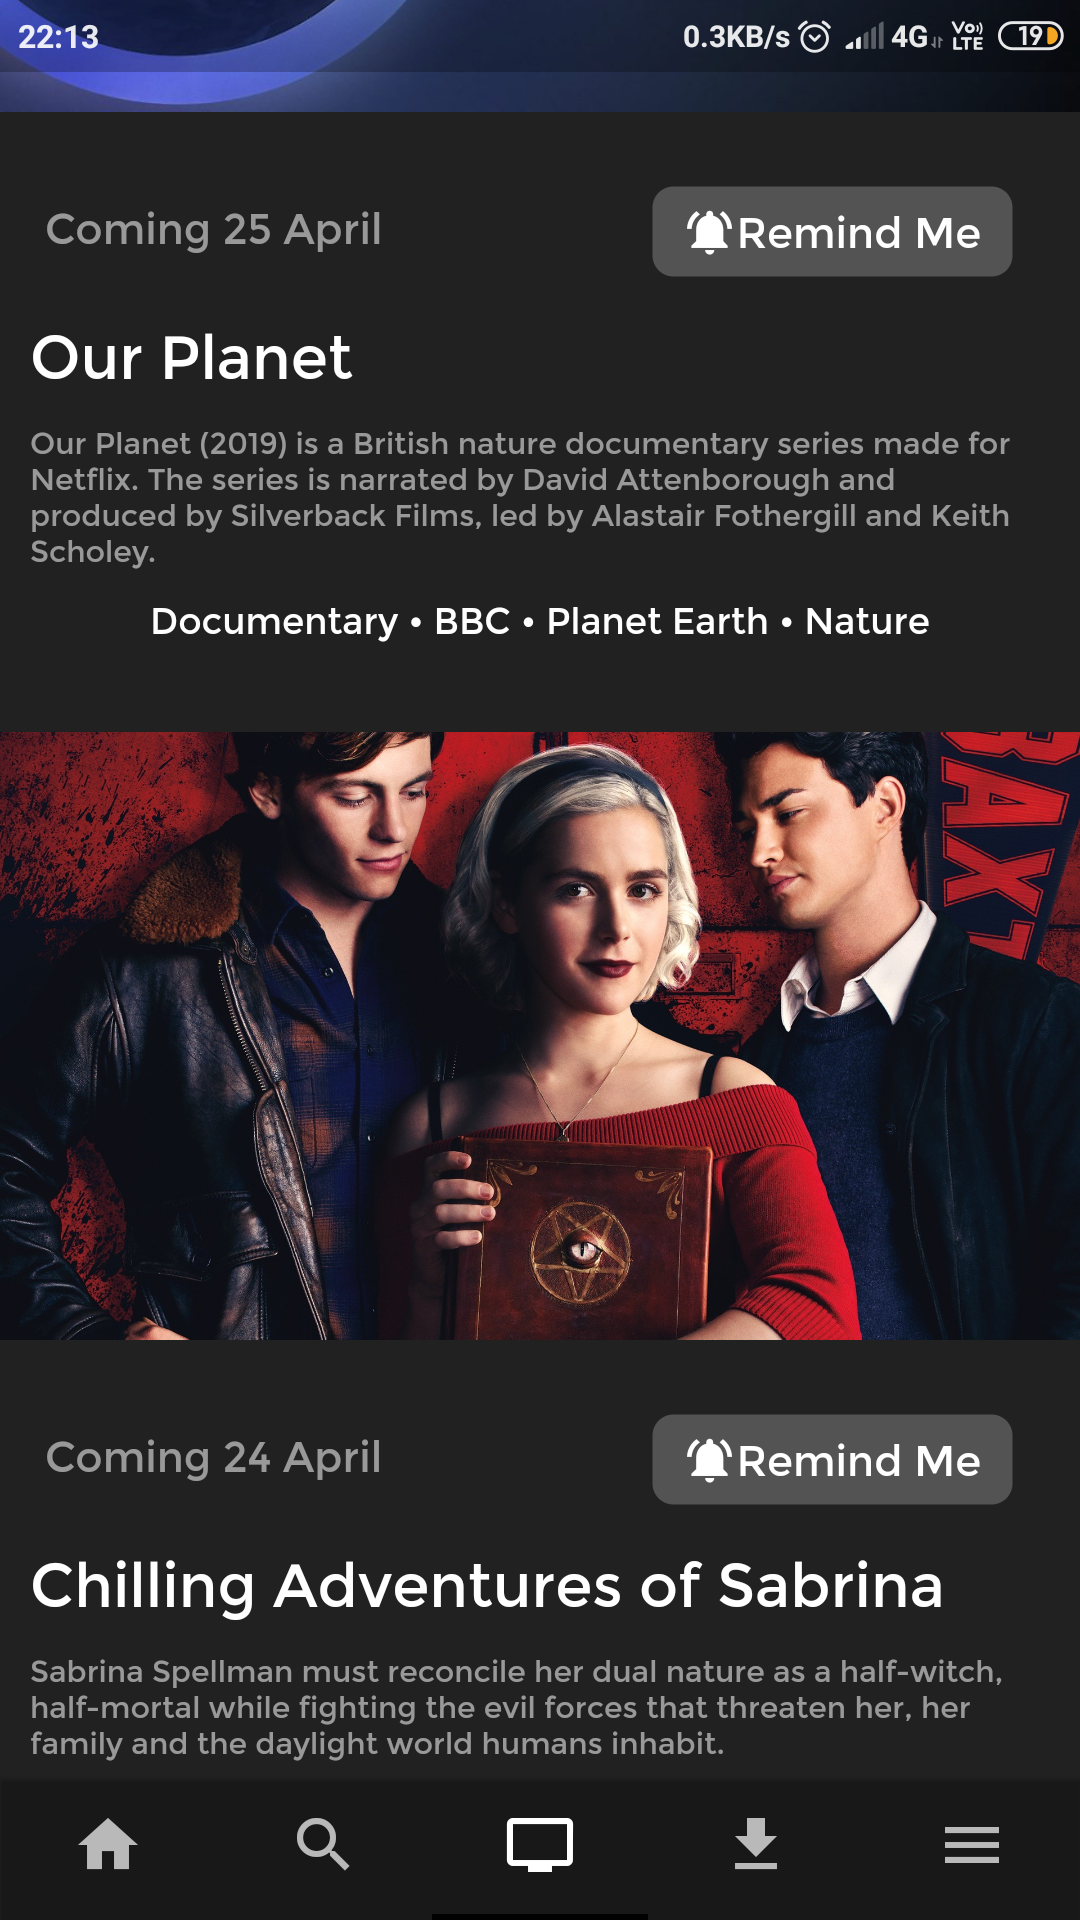 22:13
0.3KB/s 4G VoLTE 19
Coming 25 April
Remind Me
Our Planet
Our Planet (2019) is a British nature documentary series made for
Netflix. The series is narrated by David Attenborough and
produced by Silverback Films, led by Alastair Fothergill and Keith
Scholey.
Documentary • BBC • Planet Earth • Nature
BAXT
Coming 24 April
Remind Me
Chilling Adventures of Sabrina
Sabrina Spellman must reconcile her dual nature as a half-witch,
half-mortal while fighting the evil forces that threaten her, her
family and the daylight world humans inhabit.